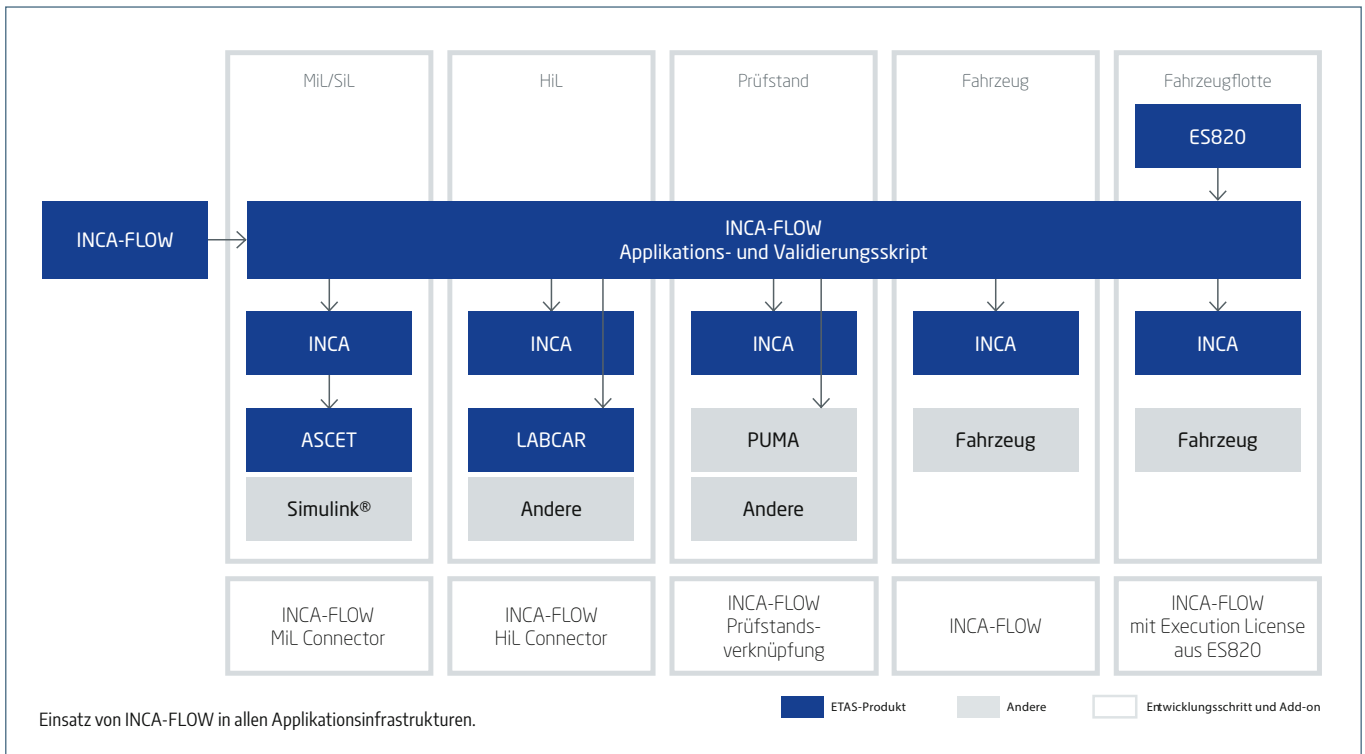 MiL/SiL
HiL
Prüfstand
Fahrzeug
Fahrzeugflotte
ES820
INCA-FLOW
INCA-FLOW
Applikations- und Validierungsskript
INCA
INCA
INCA
INCA
INCA
ASCET
LABCAR
PUMA
Fahrzeug
Fahrzeug
Simulink®
Andere
Andere
INCA-FLOW
MiL Connector
INCA-FLOW
HiL Connector
INCA-FLOW
Prüfstands-
verknüpfung
INCA-FLOW
INCA-FLOW
mit Execution License
aus ES820
Einsatz von INCA-FLOW in allen Applikationsinfrastrukturen.
ETAS-Produkt
Andere
Entwicklungsschritt und Add-on